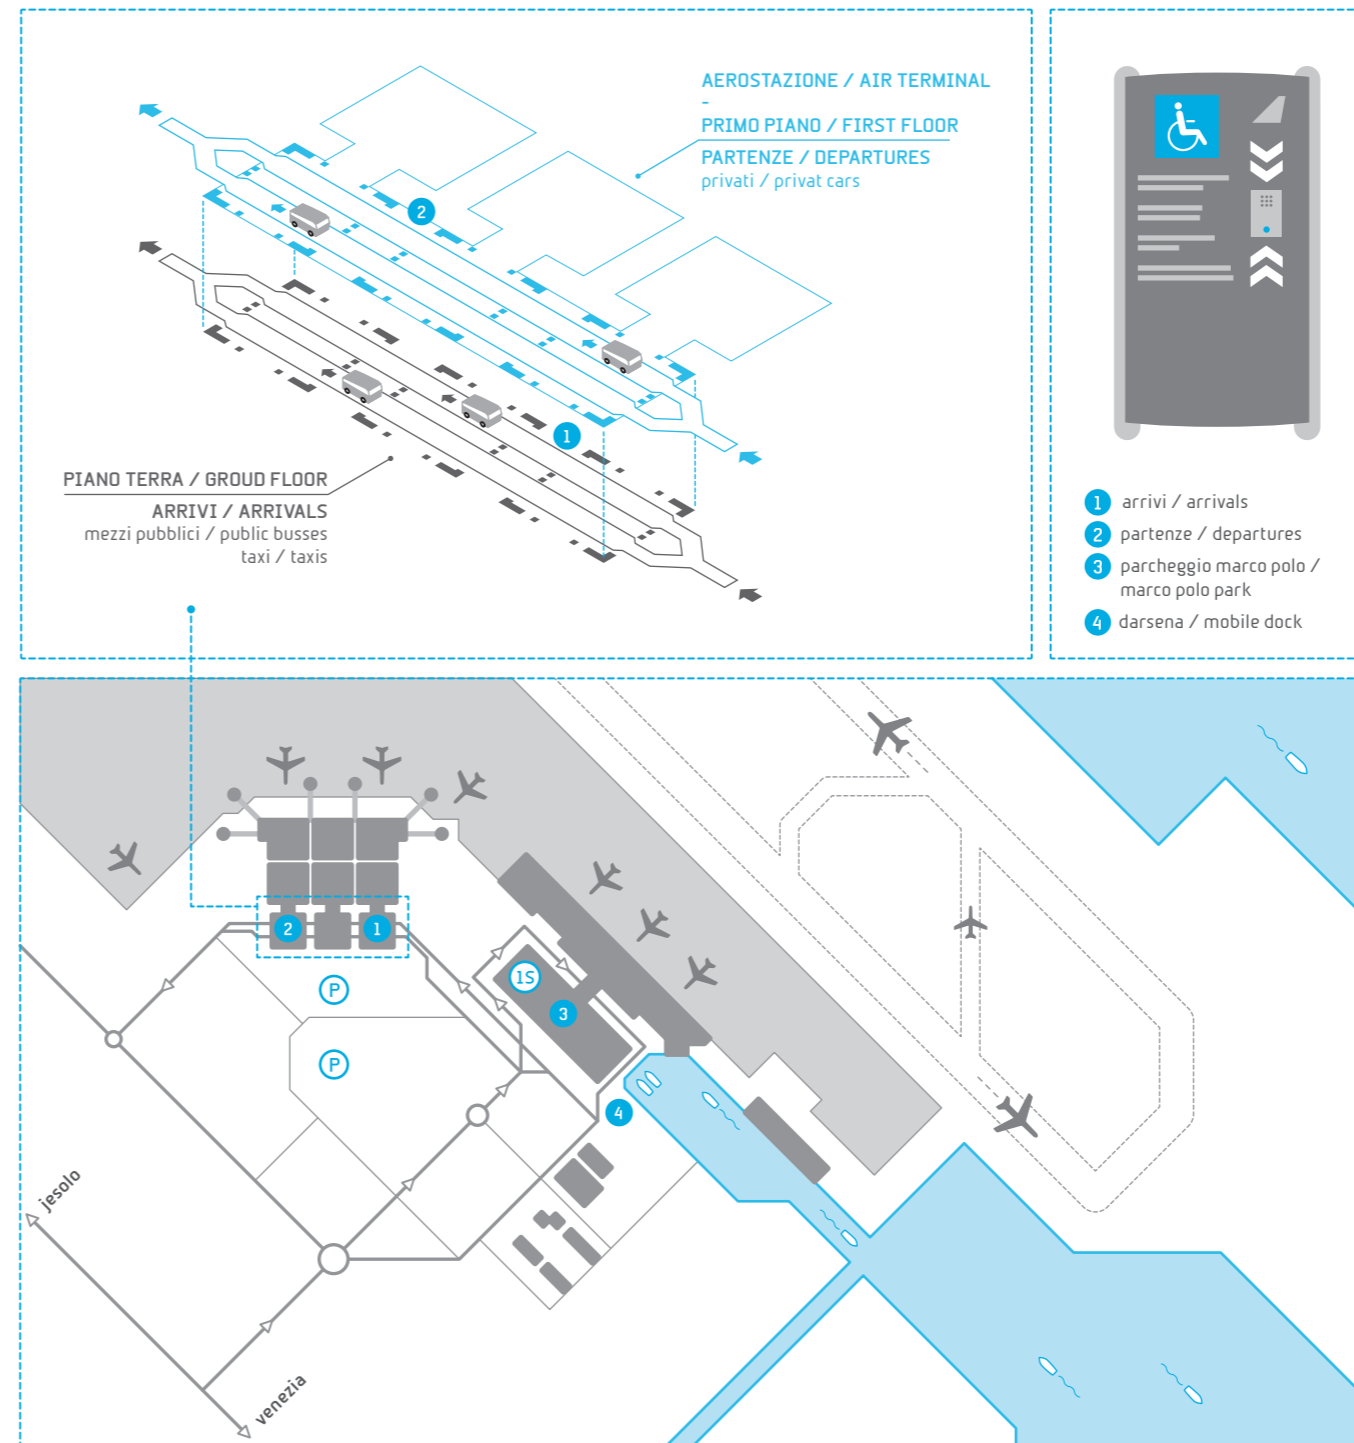 AEROSTAZIONE / AIR TERMINAL
-
PRIMO PIANO / FIRST FLOOR
PARTENZE / DEPARTURES
privati / privat cars
2
1
PIANO TERRA / GROUD FLOOR
ARRIVI / ARRIVALS
mezzi pubblici / public busses
taxi / taxis
1 arrivi / arrivals
2 partenze / departures
3 parcheggio marco polo /
marco polo park
4 darsena / mobile dock
2
1
P
1S
3
P
4
jesolo
venezia